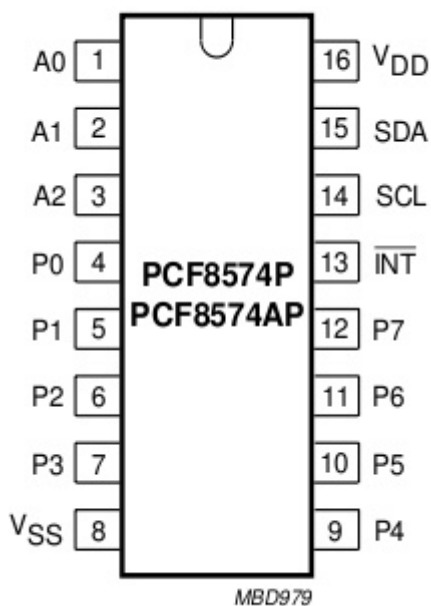 A0 1 16 VDD
A1 2 15 SDA
A2 3 14 SCL
P0 4 13 INT
PCF8574P
PCF8574AP
P1 5 12 P7
P2 6 11 P6
P3 7 10 P5
VSS 8 9 P4
MBD979